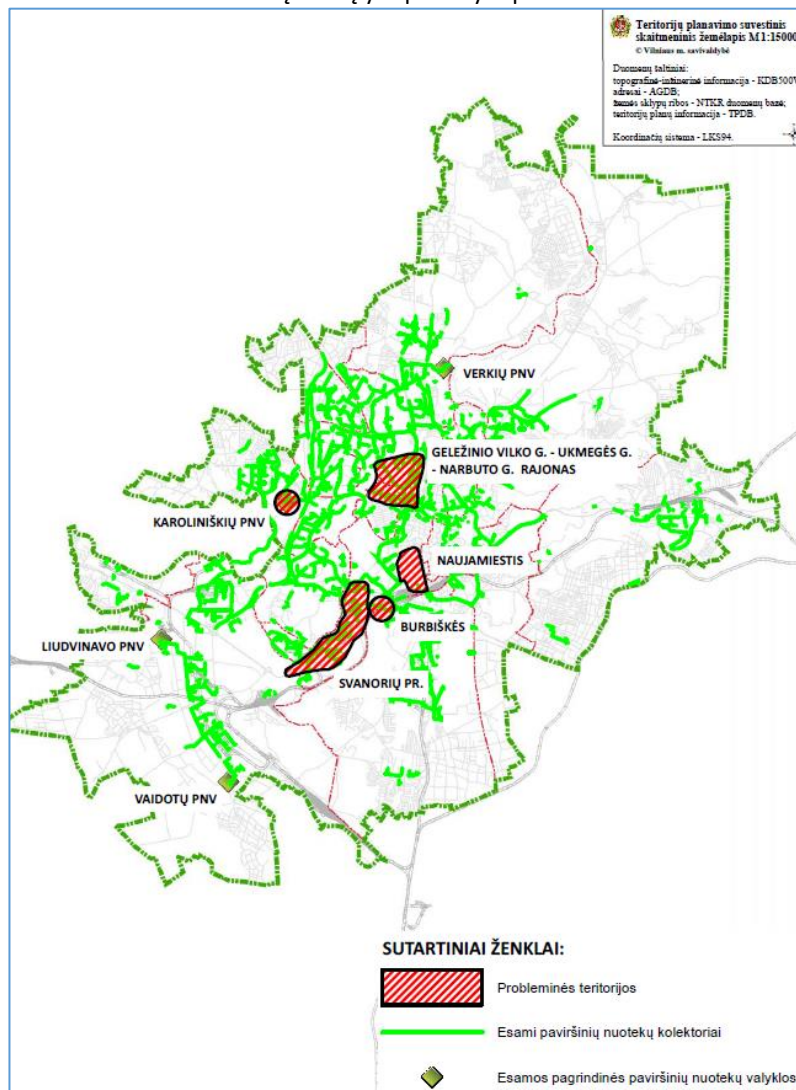 Teritorijų planavimo suvestinis
skaitmeninis žemėlapis M 1:15000
© Vilniaus m. savivaldybė
Duomenų šaltiniai:
topografinė-inžinerinė informacija - KDB500V
adresai - AGDB;
žemės sklypų ribos - NTKR duomenų bazė;
teritorijų planų informacija - TPDB.
Koordinačių sistema - LKS94.
VERKIŲ PNV
GELEŽINIO VILKO G. - UKMEGĖS G.
- NARBUTO G. RAJONAS
KAROLINIŠKIŲ PNV
NAUJAMIESTIS
BURBIŠKĖS
LIUDVINAVO PNV
SVANORIŲ PR.
VAIDOTŲ PNV
SUTARTINIAI ŽENKLAI:
Probleminės teritorijos
Esami paviršinių nuotekų kolektoriai
Esamos pagrindinės paviršinių nuotekų valyklos